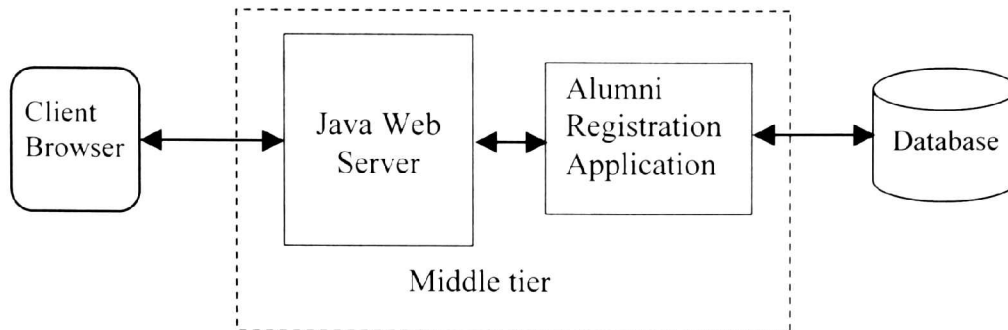 Client
Browser
Java Web
Server
Alumni
Registration
Application
Database
Middle tier